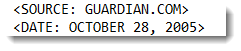 <SOURCE: GUARDIAN.COM>
<DATE: OCTOBER 28, 2005>